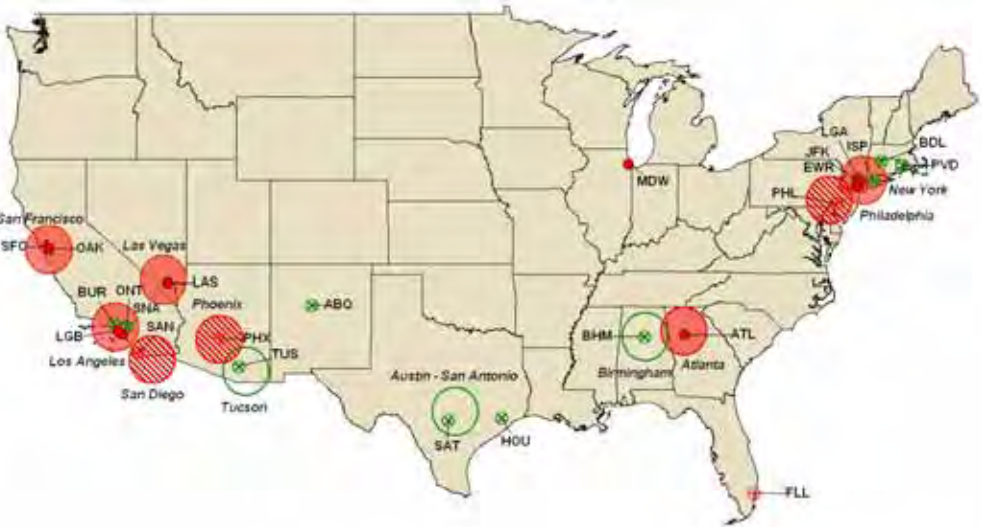 LGA
BDL
JFK
ISP
EWR
PVD
MDW
PHL
New York
Philadelphia
San Francisco
SFO
OAK
Las Vegas
LAS
BUR
ONT
SNA
Phoenix
ABQ
LGB
SAN
PHX
TUS
BHM
ATL
Los Angeles
San Diego
Tucson
Austin - San Antonio
Birmingham
Atlanta
SAT
HOU
FLL